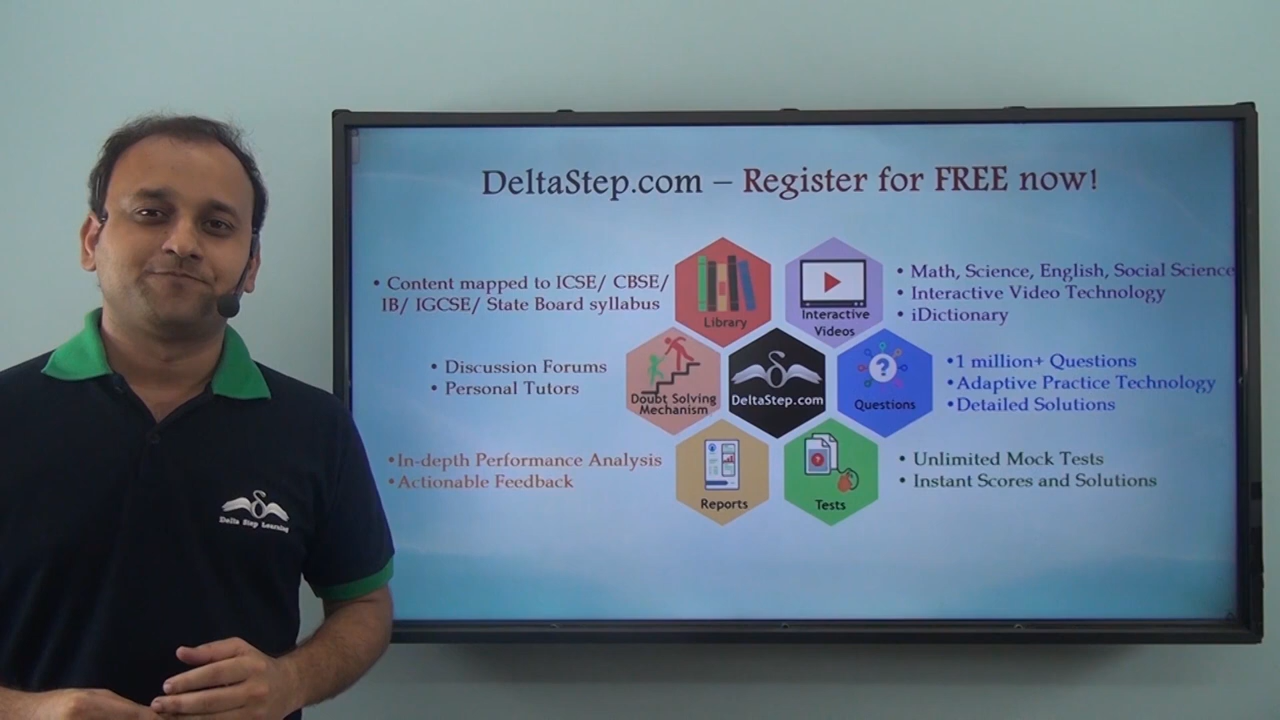 DeltaStep.com – Register for FREE now!
• Content mapped to ICSE/ CBSE/
IB/ IGCSE/ State Board syllabus
Library
Interactive
Videos
• Math, Science, English, Social Science
• Interactive Video Technology
• iDictionary
• Discussion Forums
• Personal Tutors
Doubt Solving
Mechanism
DeltaStep.com
Questions
•1 million+ Questions
•Adaptive Practice Technology
•Detailed Solutions
•In-depth Performance Analysis
•Actionable Feedback
Reports
Tests
• Unlimited Mock Tests
• Instant Scores and Solutions
Delta Step Learning